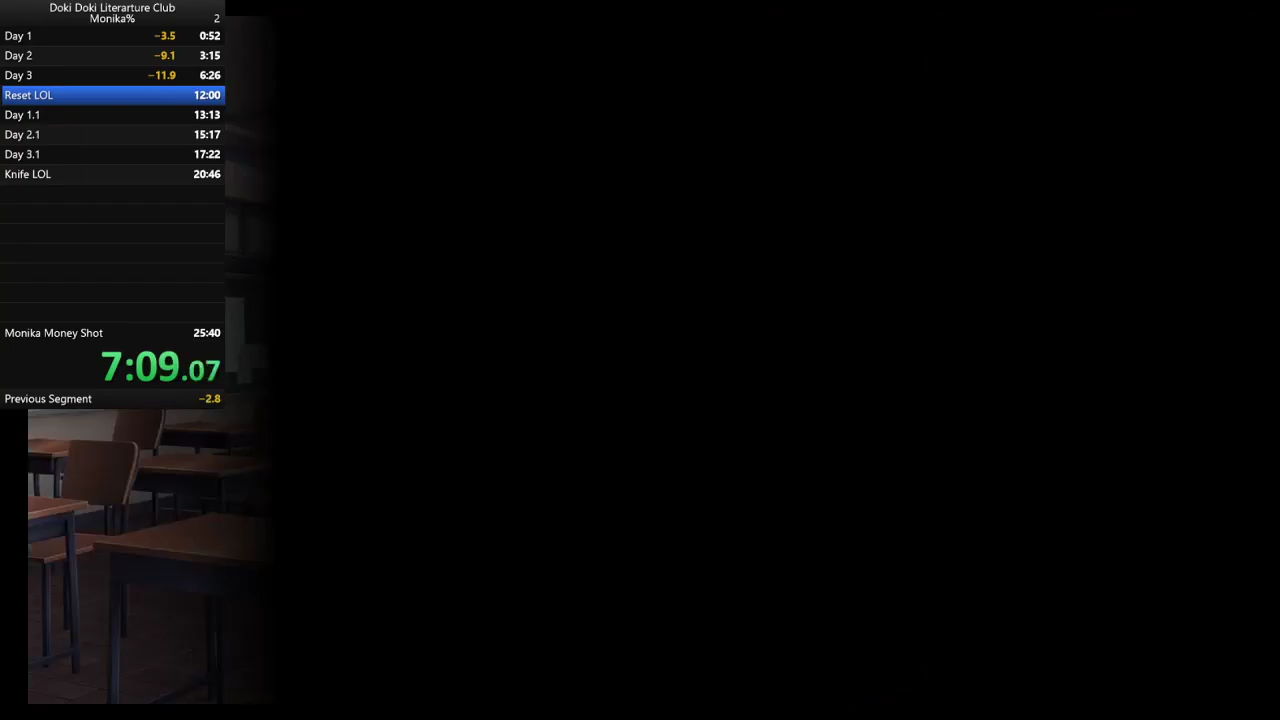 Doki Doki Literarture Club
Monika% 2
Day 1 −3.5 0:52
Day 2 −9.1 3:15
Day 3 −11.9 6:26
Reset LOL 12:00
Day 1.1 13:13
Day 2.1 15:17
Day 3.1 17:22
Knife LOL 20:46
Monika Money Shot 25:40
7:09.07
Previous Segment −2.8